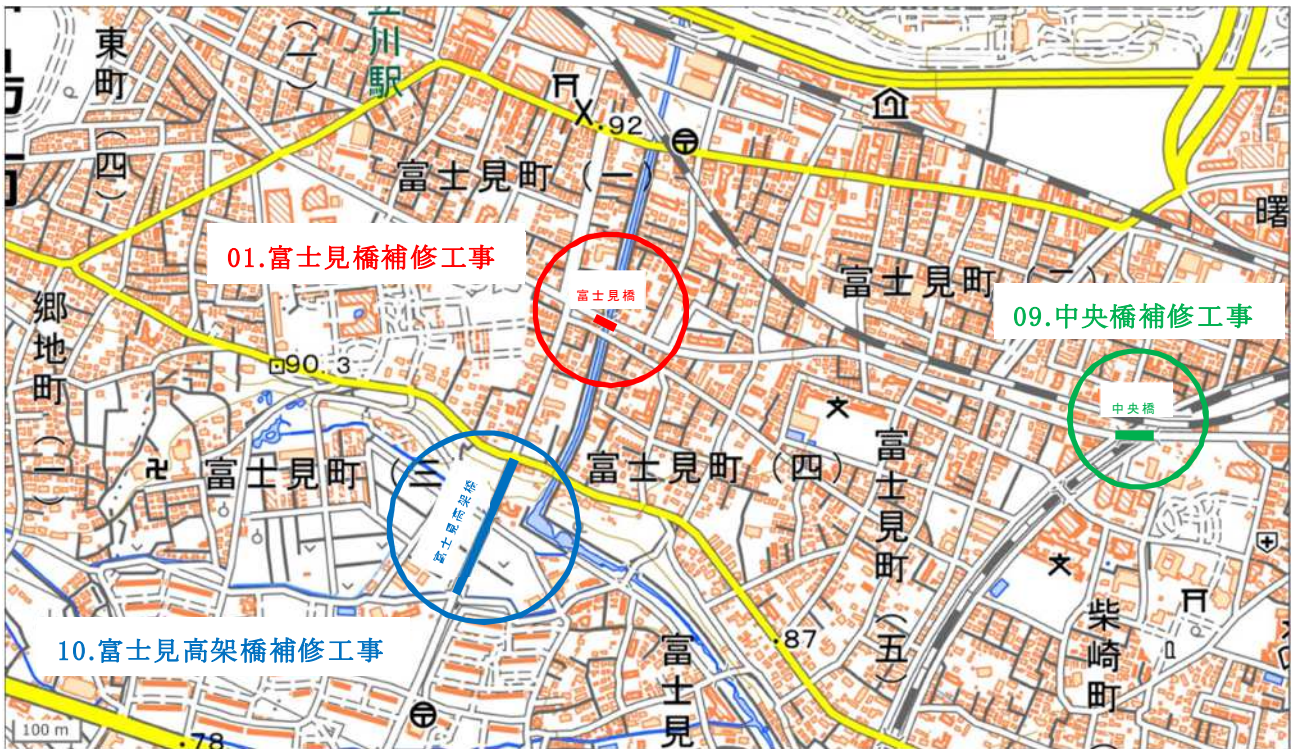 東町(四)
(一)
川駅
92
富士見町(一)
曙
01.富士見橋補修工事
富士見橋
富士見町(二)
09.中央橋補修工事
中央橋
郷地町(一)
90.3
富士見町(三)
富士見高架橋
富士見町(四)
富士見町(五)
10.富士見高架橋補修工事
87
柴崎町
富士見
78
100 m